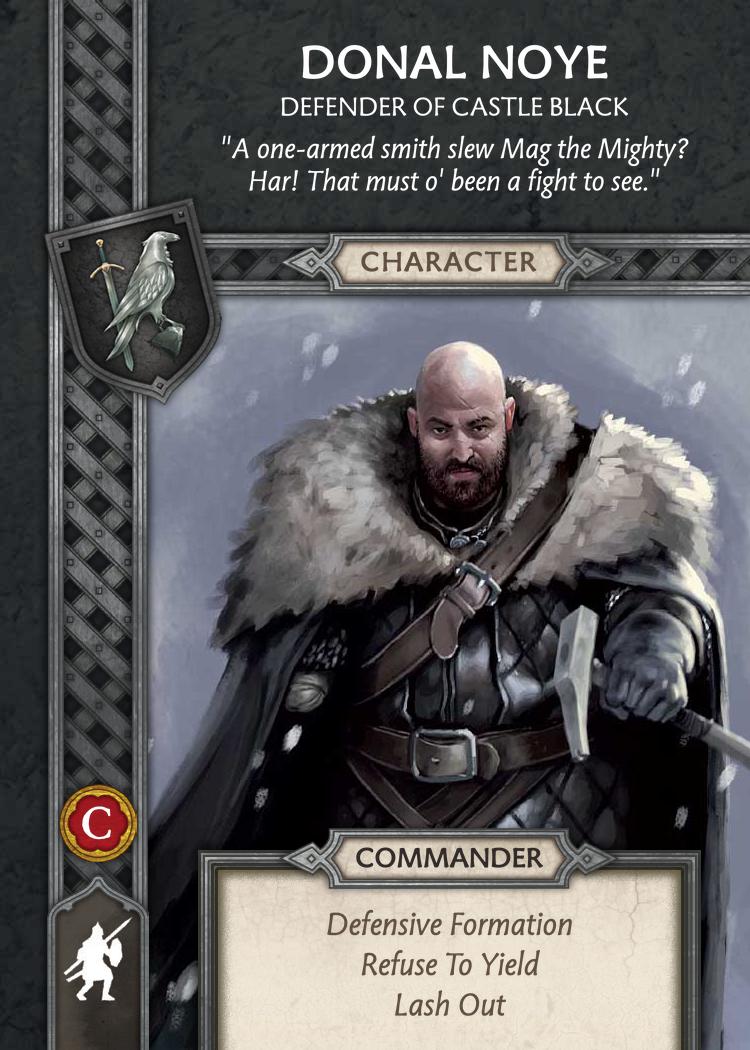 DONAL NOYE
DEFENDER OF CASTLE BLACK
"A one-armed smith slew Mag the Mighty?
Har! That must o' been a fight to see."
CHARACTER
C
COMMANDER
Defensive Formation
Refuse To Yield
Lash Out